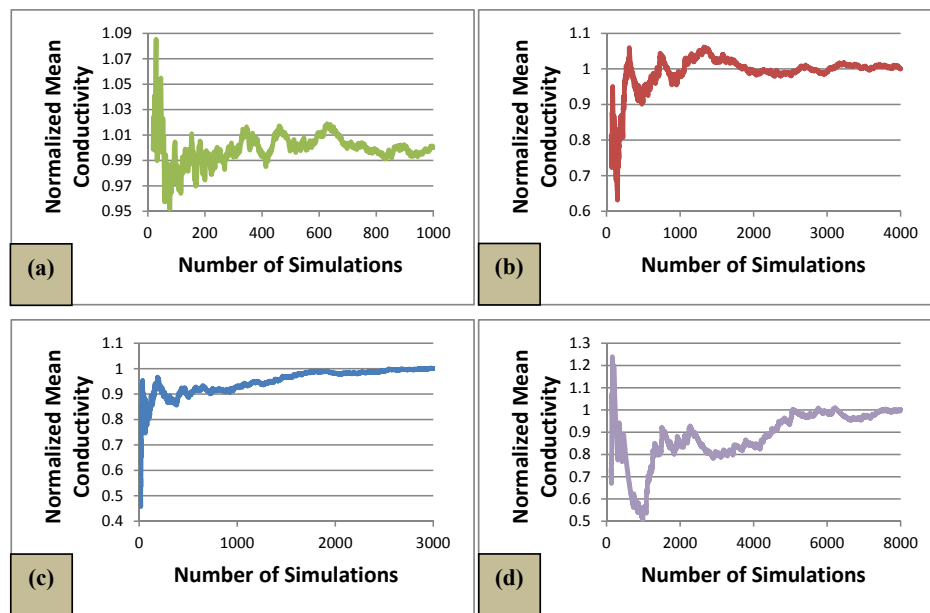 1.09
1.07
1.05
1.03
1.01
0.99
0.97
0.95
Normalized Mean
Conductivity
0 200 400 600 800 1000
Number of Simulations
(a)
1.1
1
0.9
0.8
0.7
0.6
Normalized Mean
Conductivity
0 1000 2000 3000 4000
Number of Simulations
(b)
1.1
1
0.9
0.8
0.7
0.6
0.5
0.4
Normalized Mean
Conductivity
0 1000 2000 3000
Number of Simulations
(c)
1.3
1.2
1.1
1
0.9
0.8
0.7
0.6
0.5
Normalized Mean
Conductivity
0 2000 4000 6000 8000
Number of Simulations
(d)